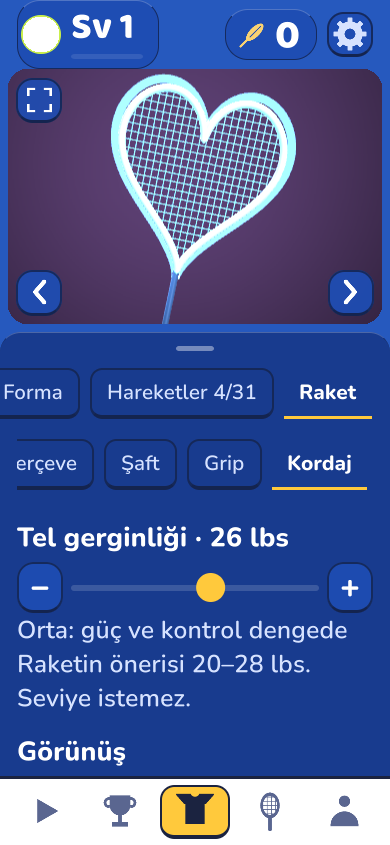 Sv 1
0
Forma
Hareketler 4/31
Raket
erçeve
Şaft
Grip
Kordaj
Tel gerginliği · 26 lbs
Orta: güç ve kontrol dengede
Raketin önerisi 20–28 lbs.
Seviye istemez.
Görünüş